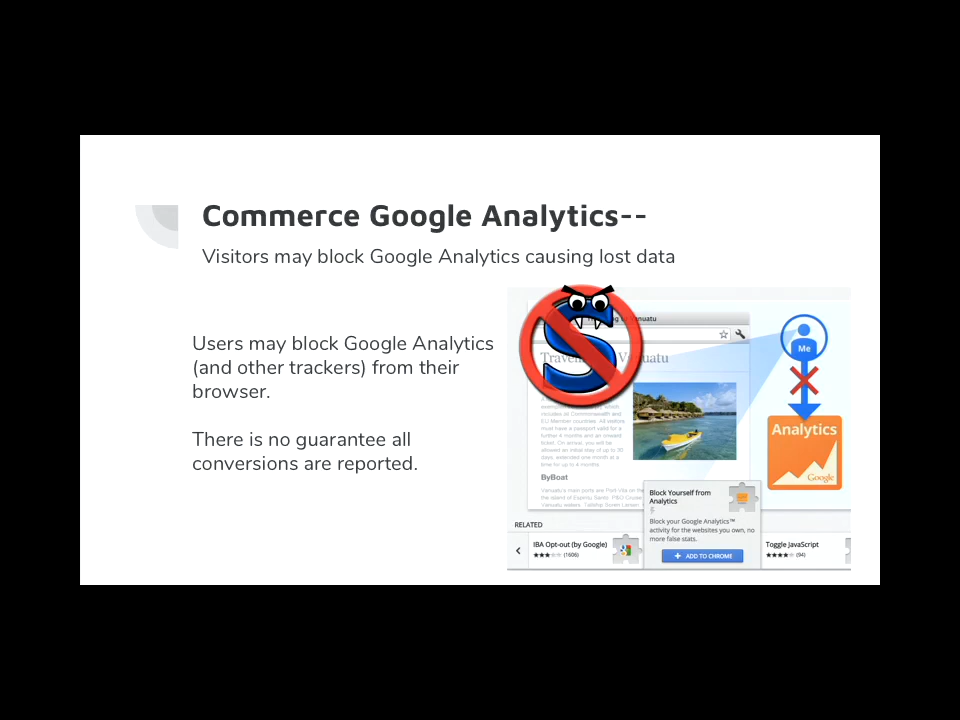 Commerce Google Analytics--
Visitors may block Google Analytics causing lost data
Users may block Google Analytics
(and other trackers) from their
browser.
There is no guarantee all
conversions are reported.
S
Me
Analytics
Google
ByBoat
Block Yourself from
Analytics
Block your Google Analytics™
activity for the websites you own, no
more false stats.
ADD TO CHROME
RELATED
IBA Opt-out (by Google)
(1606)
Toggle JavaScript
(94)